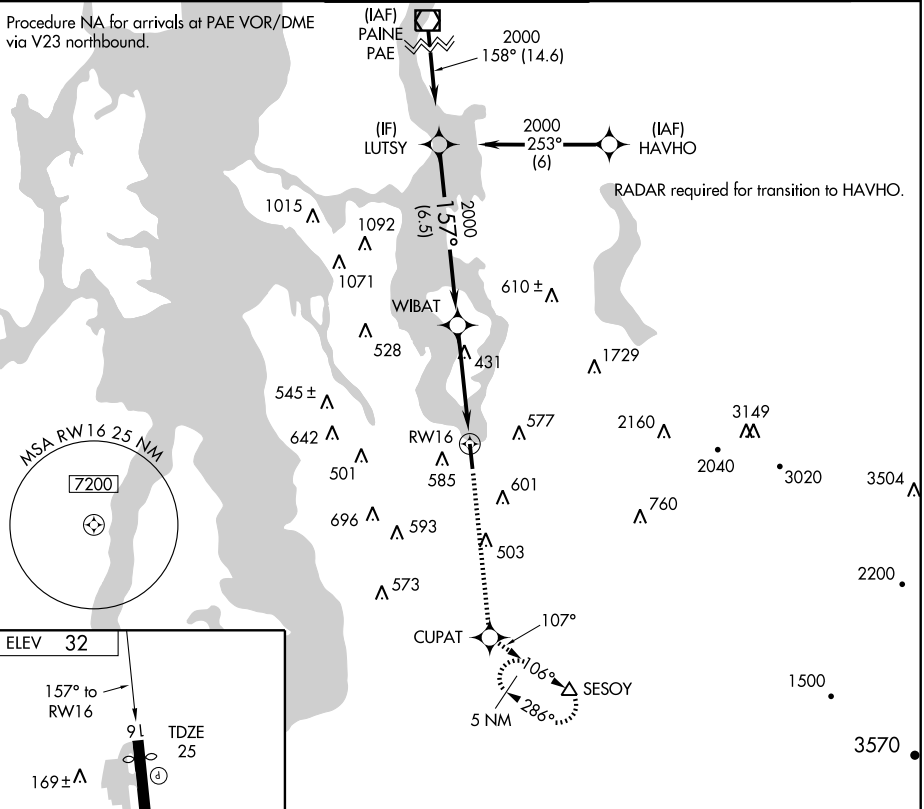 Procedure NA for arrivals at PAE VOR/DME
via V23 northbound.
(IAF)
PAINE
PAE
2000
158° (14.6)
(IF)
LUTSY
2000
253°
(6)
(IAF)
HAVHO
RADAR required for transition to HAVHO.
2000
157°
(6.5)
1015
1092
1071
610 ±
WIBAT
528
431
1729
545 ±
642
501
RW16
585
577
2160
3149
2040
3020
3504
MSA RW16 25 NM
7200
601
760
696
593
503
573
2200
CUPAT
107°
106°
SESOY
286°
5 NM
1500
3570
ELEV 32
157° to
RW16
16
TDZE
25
P
169 ±